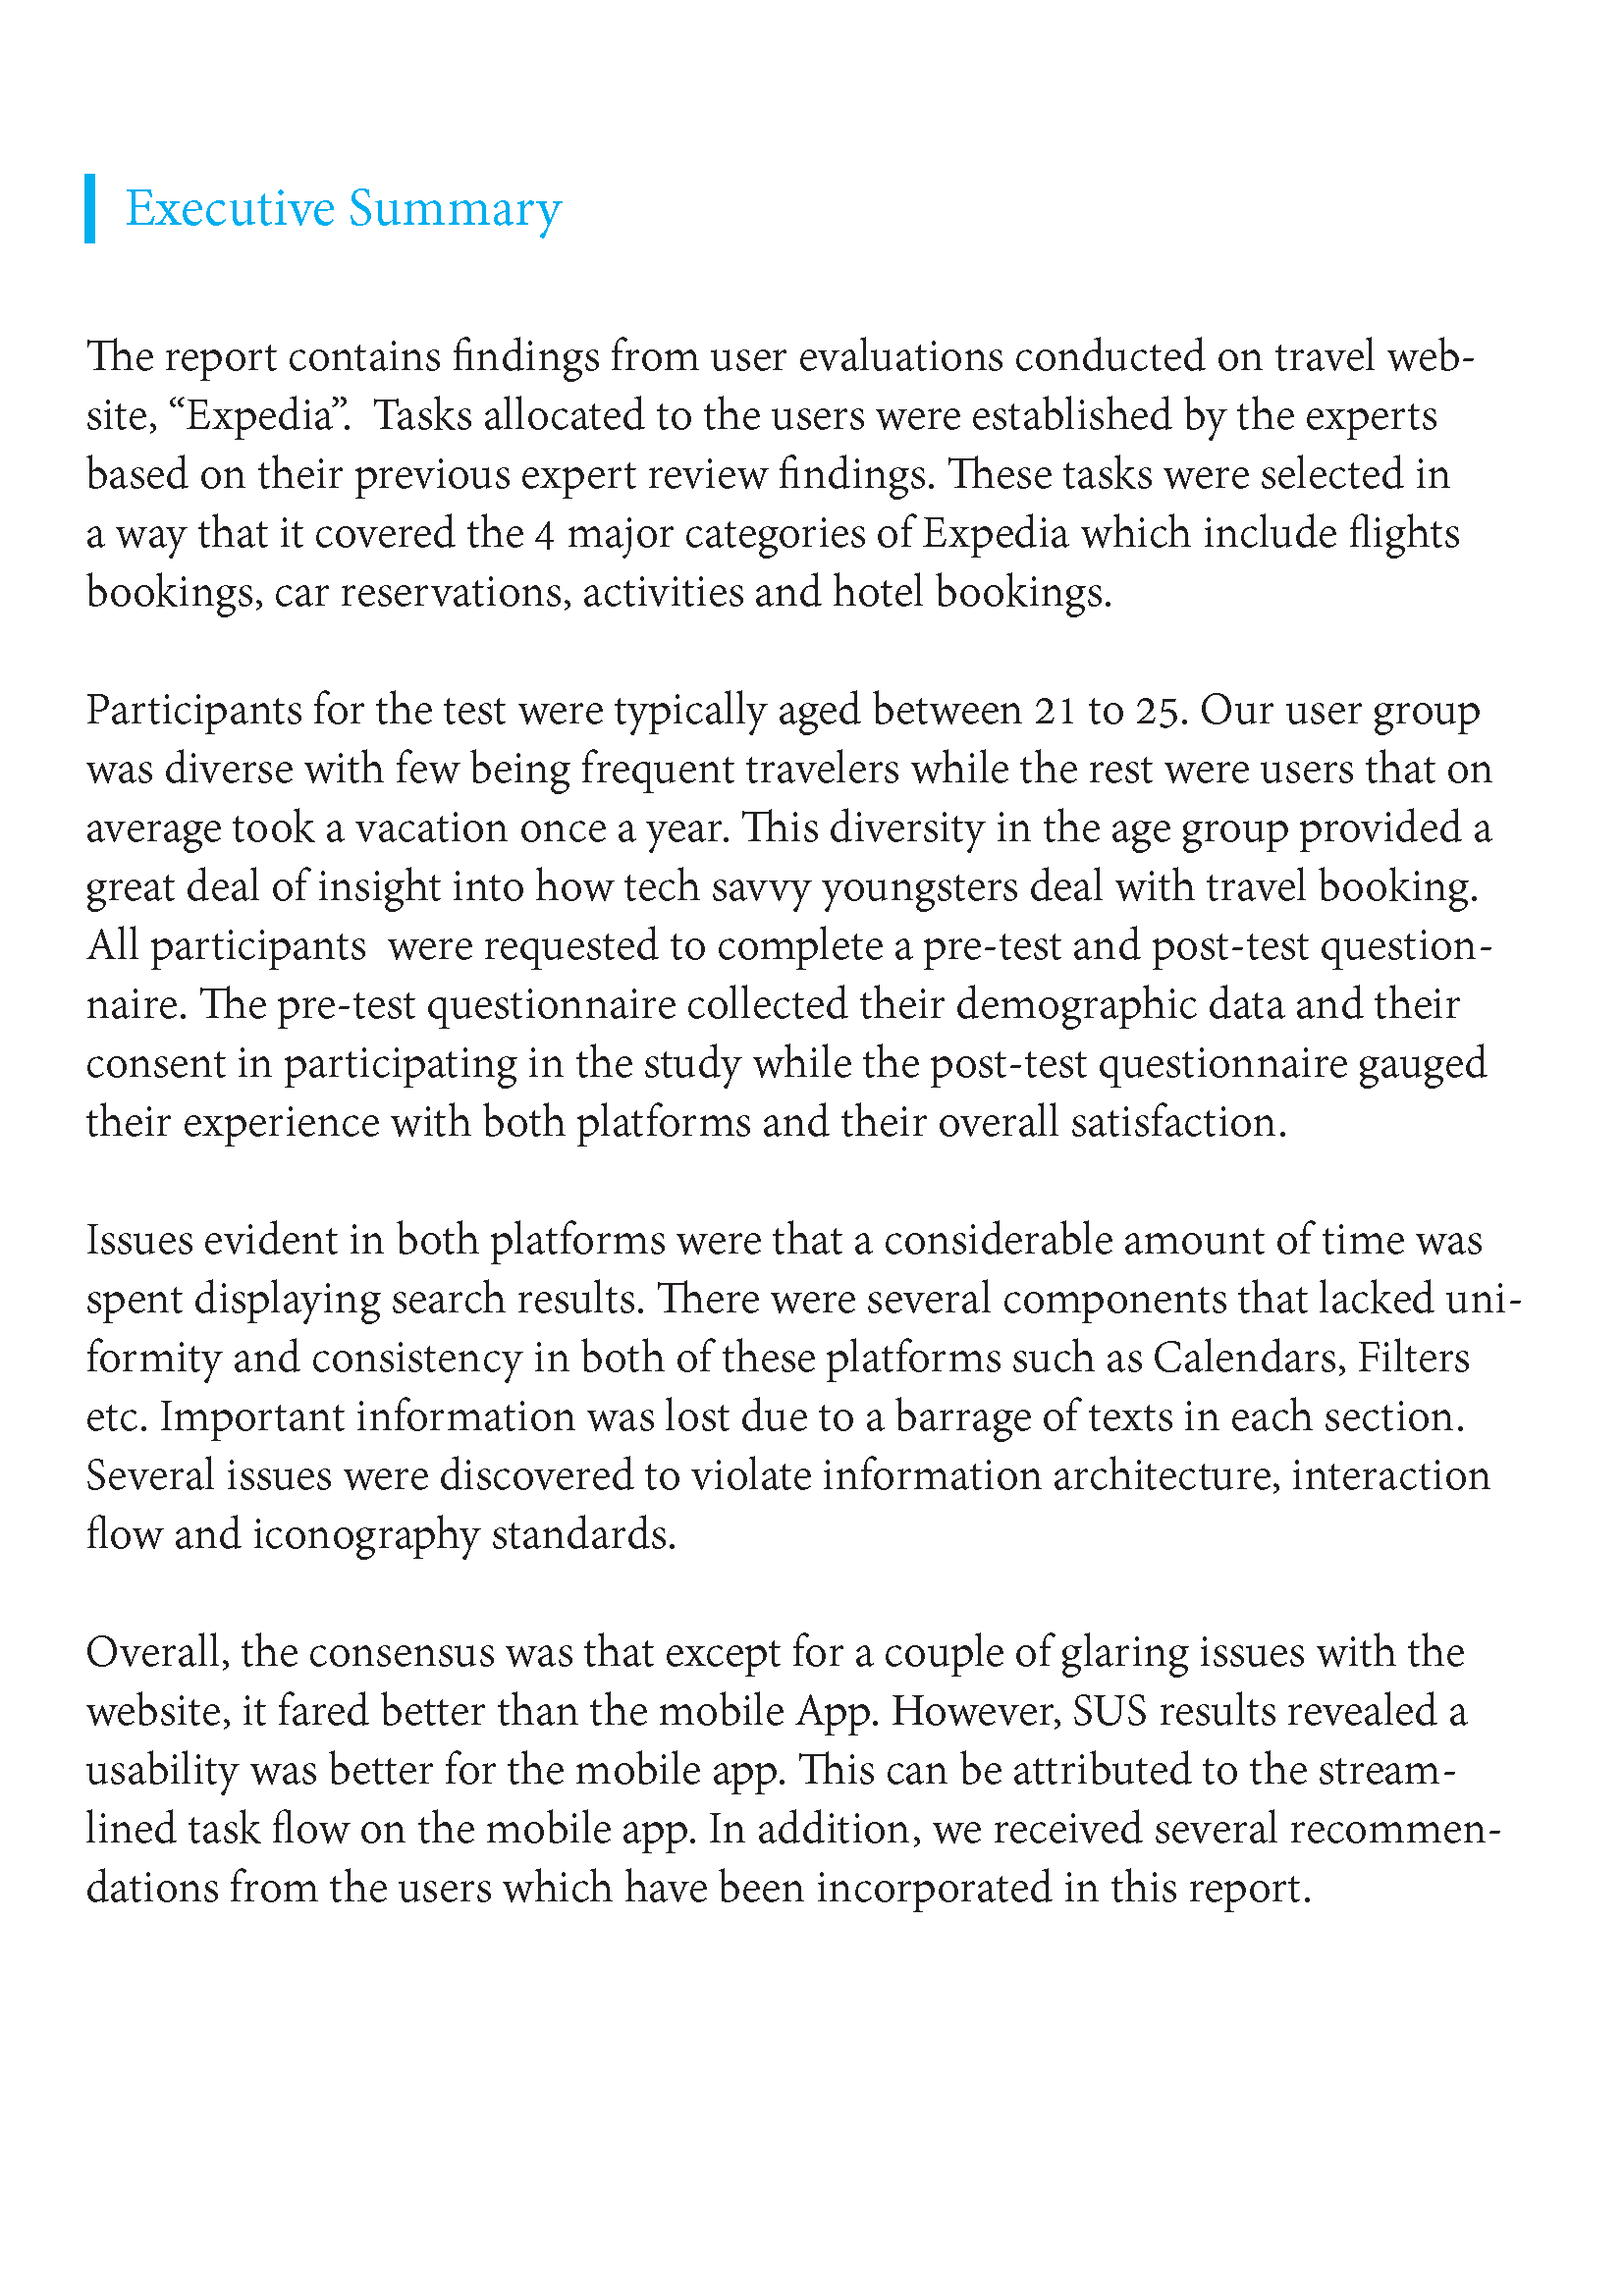 Executive Summary
The report contains findings from user evaluations conducted on travel web-
site, “Expedia”.  Tasks allocated to the users were established by the experts
based on their previous expert review findings. These tasks were selected in
a way that it covered the 4 major categories of Expedia which include flights
bookings, car reservations, activities and hotel bookings.
Participants for the test were typically aged between 21 to 25. Our user group
was diverse with few being frequent travelers while the rest were users that on
average took a vacation once a year. This diversity in the age group provided a
great deal of insight into how tech savvy youngsters deal with travel booking.
All participants  were requested to complete a pre-test and post-test question-
naire. The pre-test questionnaire collected their demographic data and their
consent in participating in the study while the post-test questionnaire gauged
their experience with both platforms and their overall satisfaction.
Issues evident in both platforms were that a considerable amount of time was
spent displaying search results. There were several components that lacked uni-
formity and consistency in both of these platforms such as Calendars, Filters
etc. Important information was lost due to a barrage of texts in each section.
Several issues were discovered to violate information architecture, interaction
flow and iconography standards.
Overall, the consensus was that except for a couple of glaring issues with the
website, it fared better than the mobile App. However, SUS results revealed a
usability was better for the mobile app. This can be attributed to the stream-
lined task flow on the mobile app. In addition, we received several recommen-
dations from the users which have been incorporated in this report.